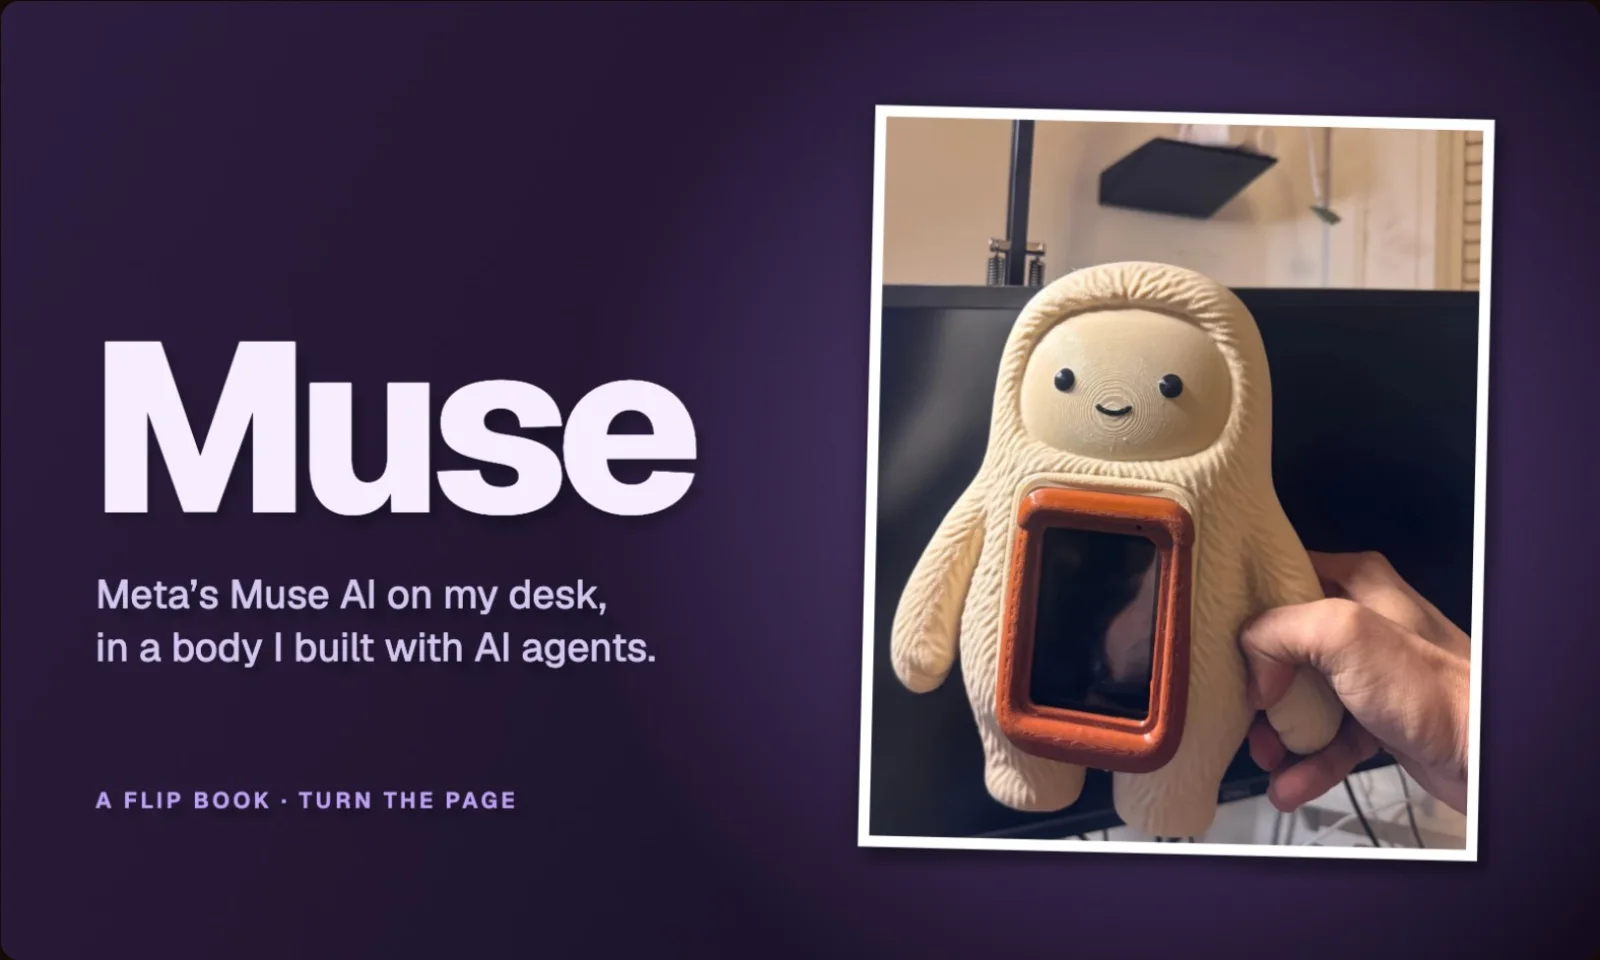 Muse
Meta’s Muse AI on my desk,
in a body I built with AI agents.
A FLIP BOOK · TURN THE PAGE